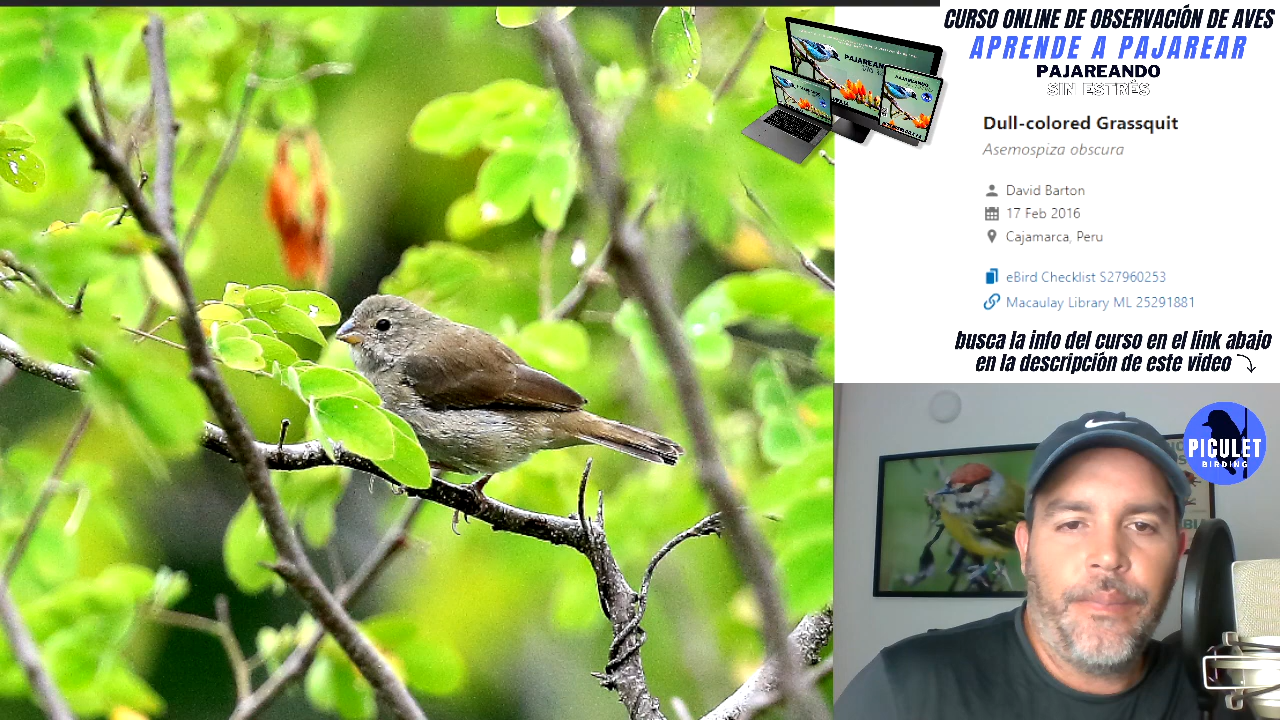 CURSO ONLINE DE OBSERVACIÓN DE AVES
APRENDE A PAJAREAR
PAJAREANDO
SIN ESTRÉS
Dull-colored Grassquit
Asemospiza obscura
David Barton
17 Feb 2016
Cajamarca, Peru
eBird Checklist S27960253
Macaulay Library ML 25291881
busca la info del curso en el link abajo
en la descripción de este video
PICULET
BIRDING